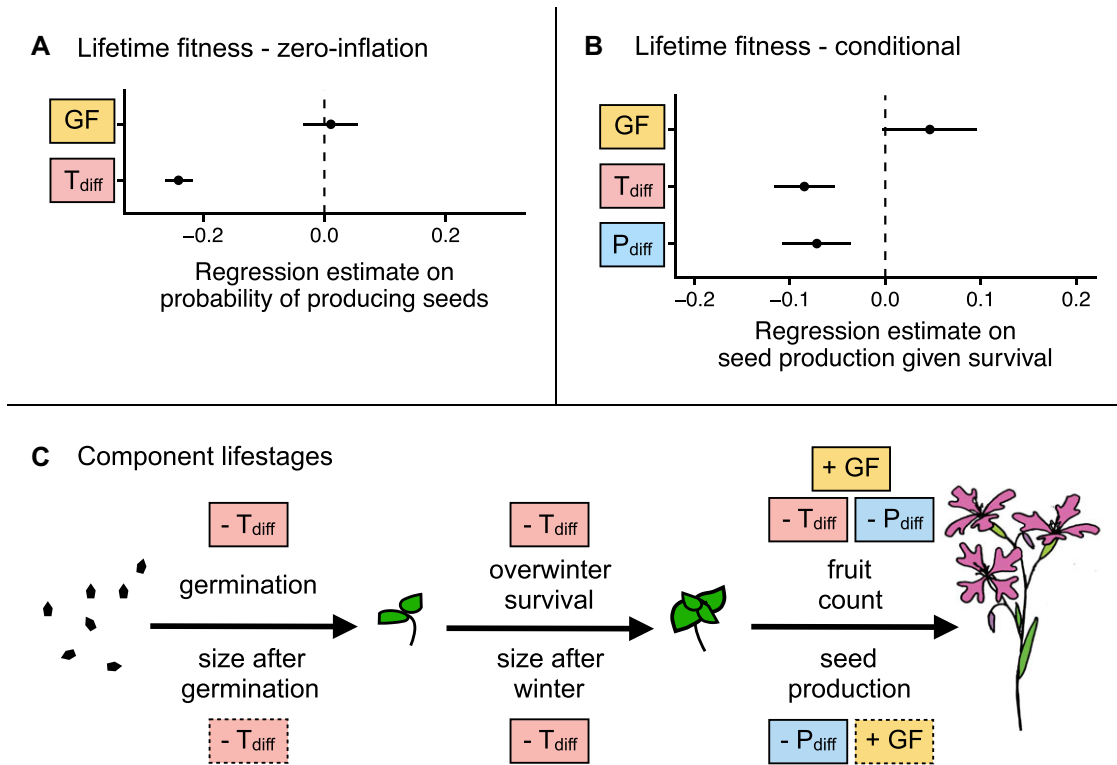 A Lifetime fitness - zero-inflation
GF
Tdiff
−0.2 0.0 0.2
Regression estimate on
probability of producing seeds
B Lifetime fitness - conditional
GF
Tdiff
Pdiff
−0.2 −0.1 0.0 0.1 0.2
Regression estimate on
seed production given survival
C Component lifestages
- Tdiff
germination
size after
germination
- Tdiff
- Tdiff
overwinter
survival
size after
winter
- Tdiff
+ GF
- Tdiff - Pdiff
fruit
count
seed
production
- Pdiff + GF